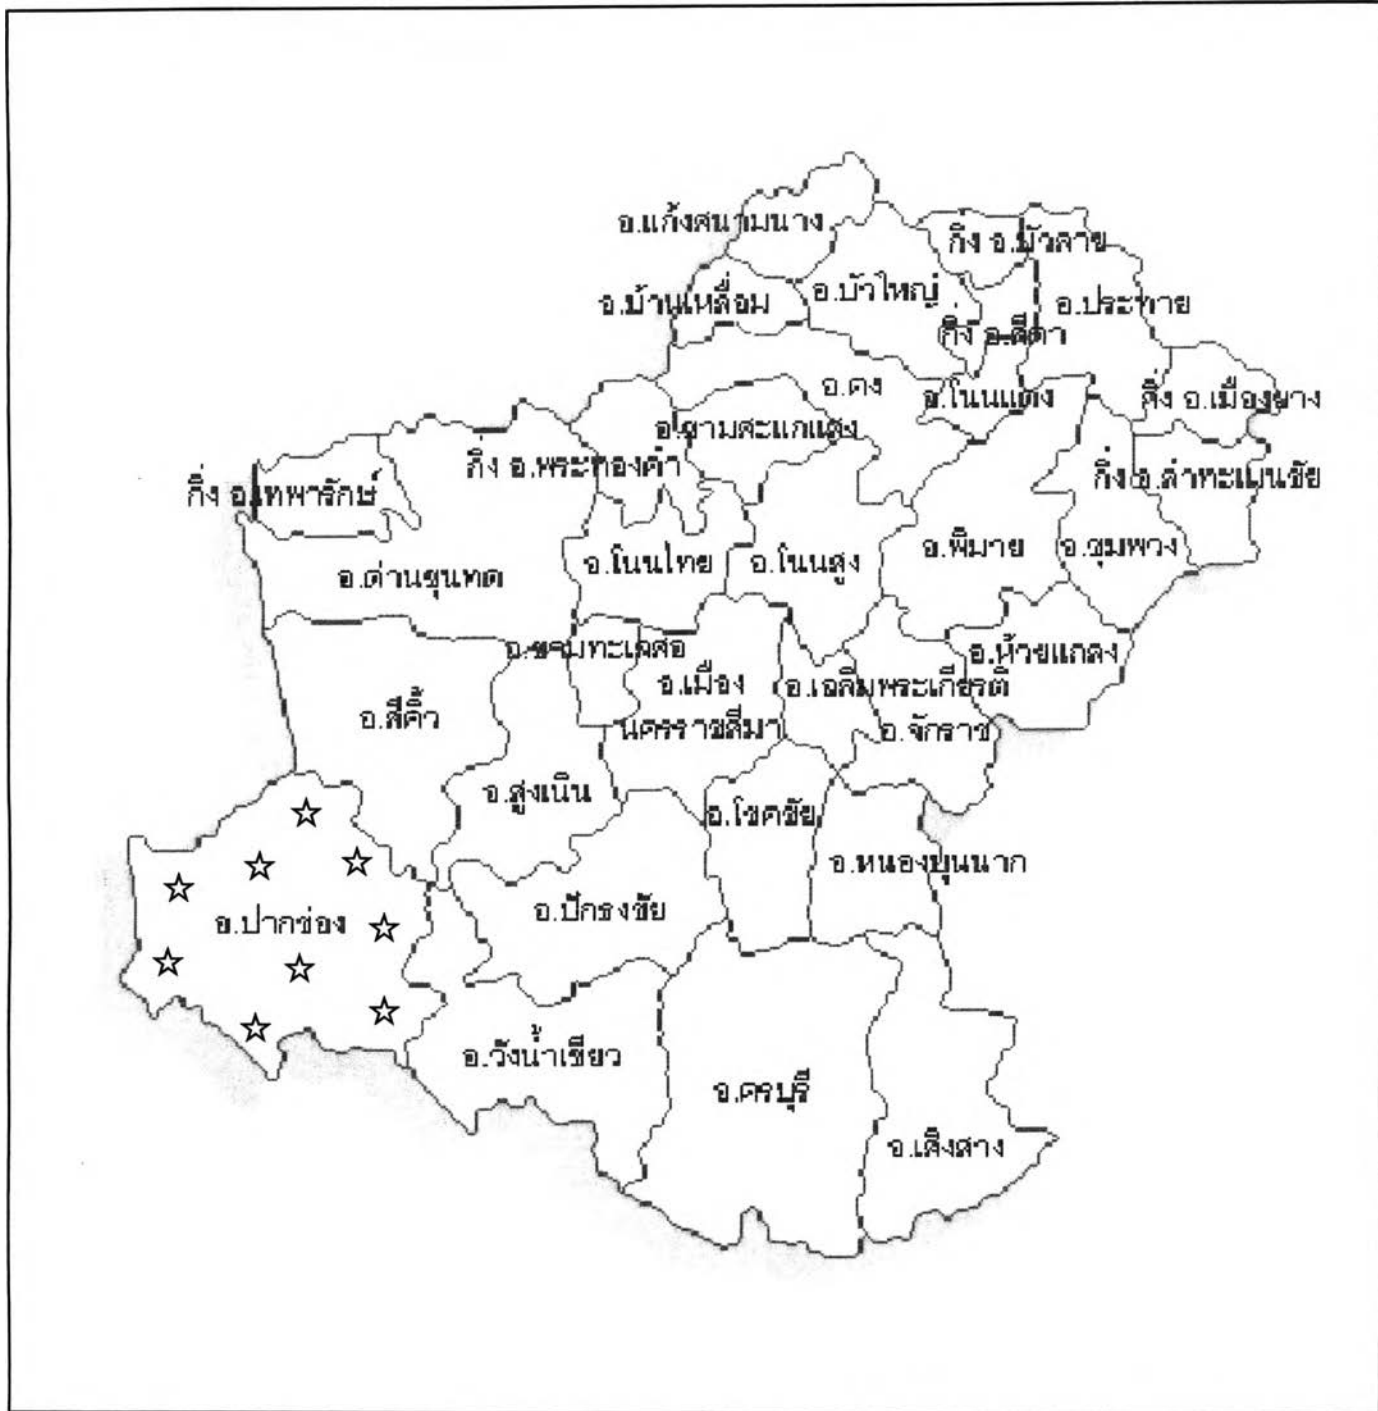 อ.แก้งสนามนาง
กิ่ง อ.บัวลาย
อ.บ้านเหลื่อม
อ.บัวใหญ่
อ.ประทาย
กิ่ง อ.สีดา
อ.คง
อ.โนนแดง
กิ่ง อ.เมืองยาง
อ.ขามสะแกแสง
กิ่ง อ.พระทองคำ
กิ่ง อ.ลำทะเมนชัย
กิ่ง อ.เทพารักษ์
อ.พิมาย
อ.ชุมพวง
อ.โนนไทย
อ.โนนสูง
อ.ด่านขุนทด
อ.ขามทะเลสอ
อ.ห้วยแถลง
อ.เมือง
นครราชสีมา
อ.เฉลิมพระเกียรติ
อ.สีคิ้ว
อ.จักราช
อ.สูงเนิน
อ.โชคชัย
อ.หนองบุนนาก
อ.ปักธงชัย
อ.ปากช่อง
อ.วังน้ำเขียว
อ.ครบุรี
อ.เสิงสาง